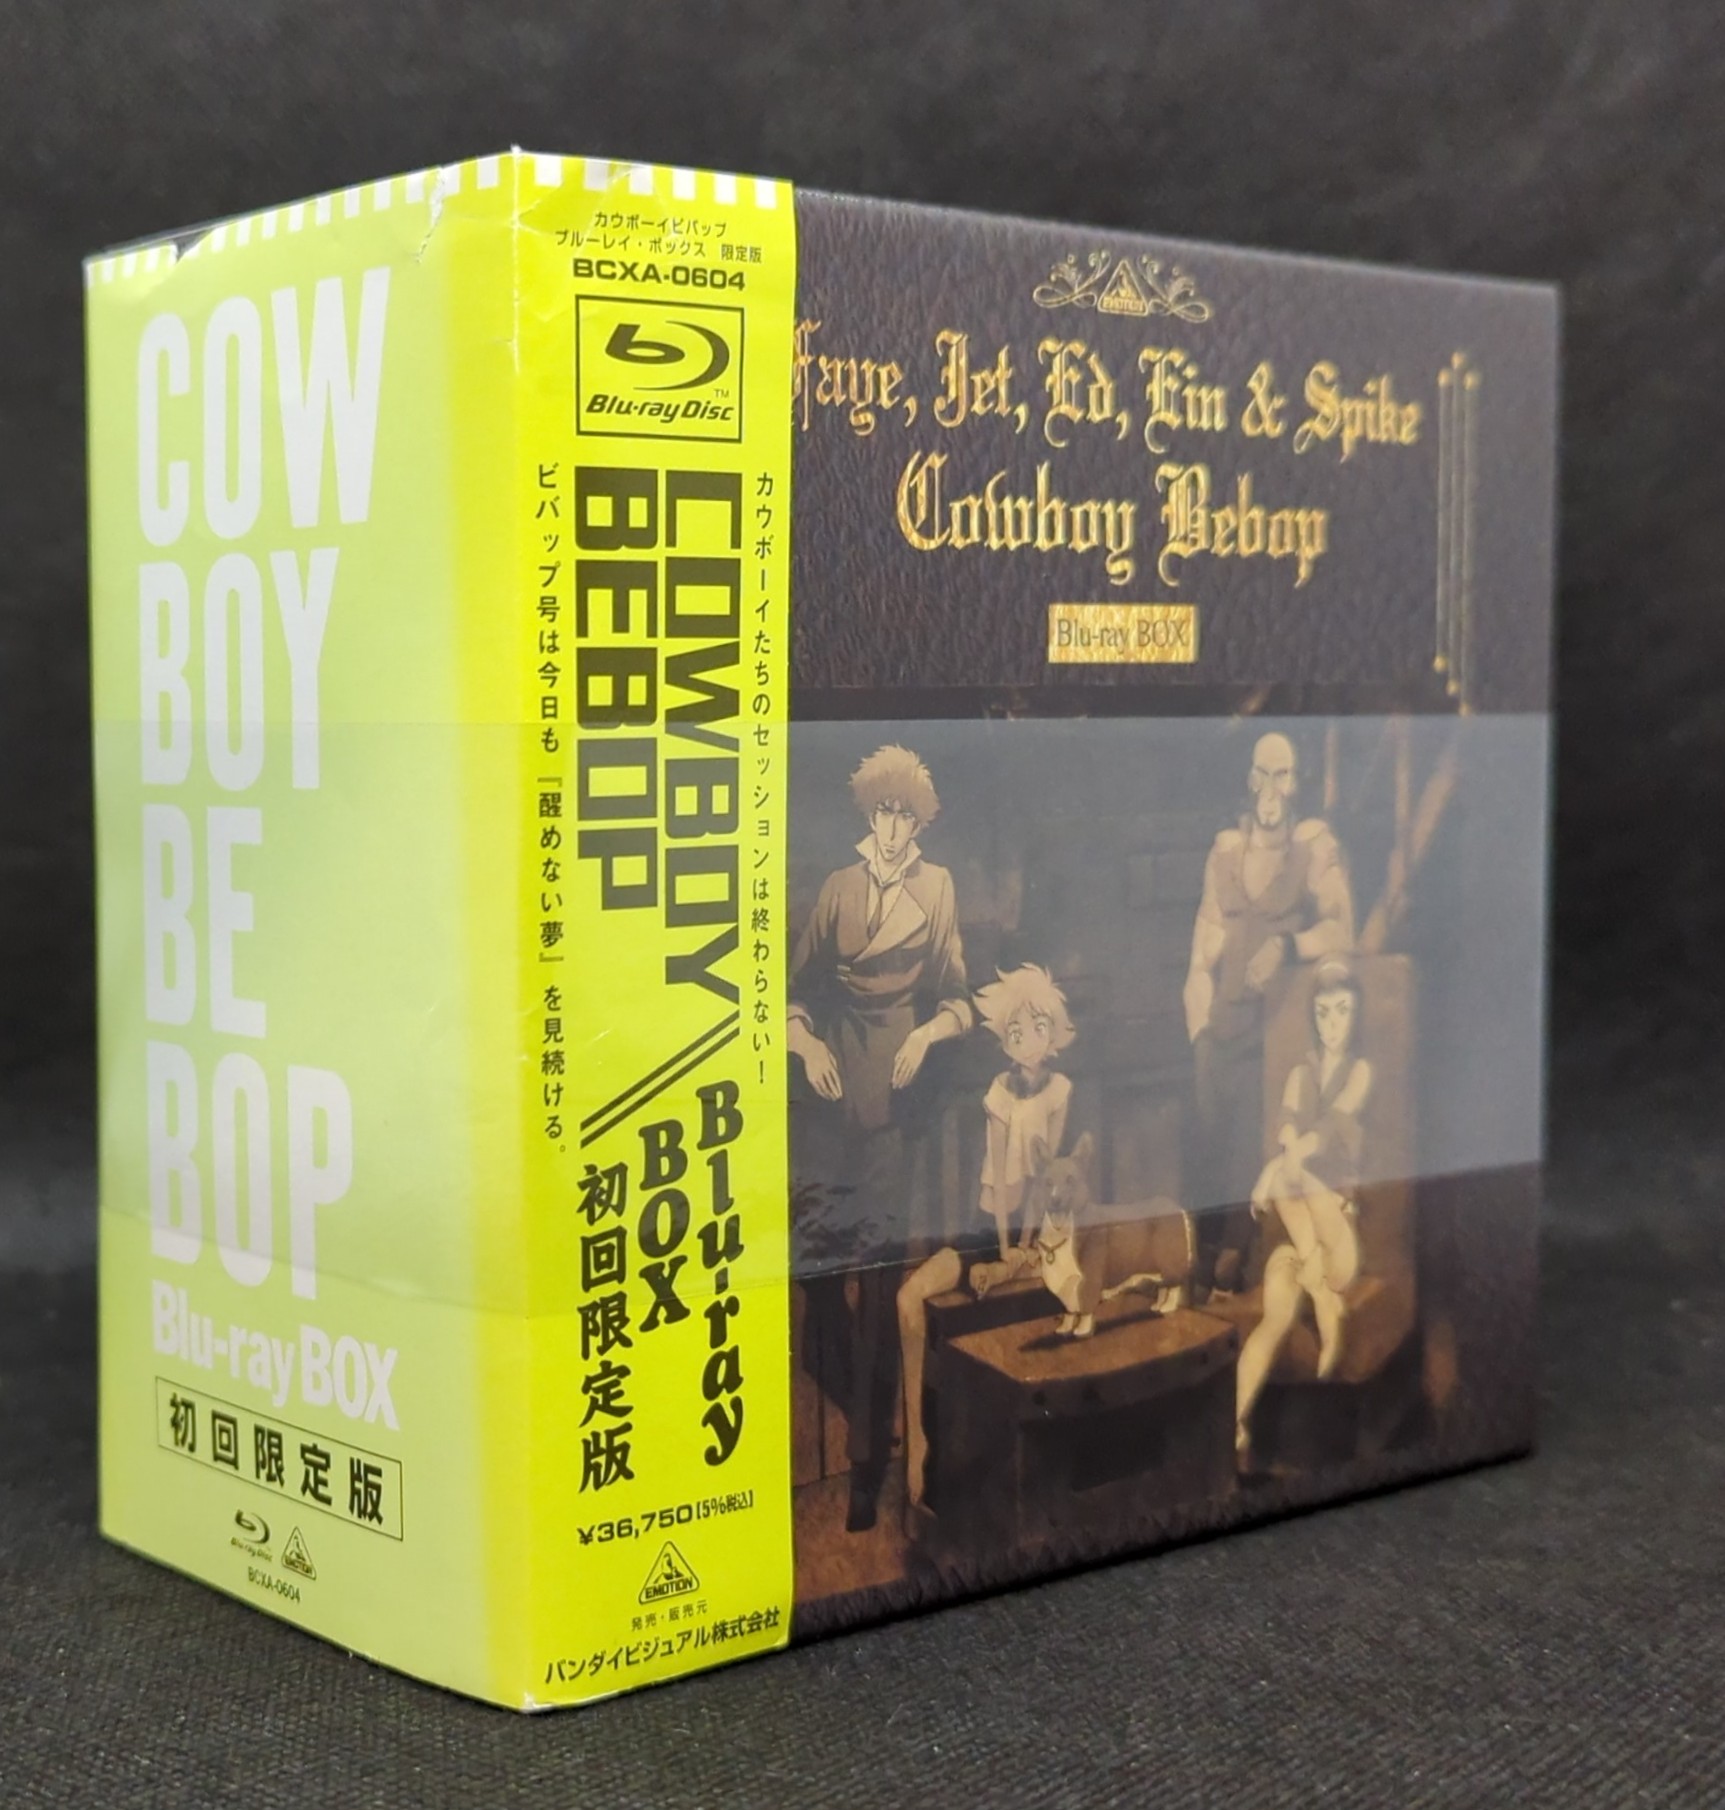 COW
BOY
BE
BOP
Blu-ray BOX
初回限定版
Blu-ray Disc
EMOTION
BCXA-0604
カウボーイビバップ
ブルーレイ・ボックス 限定版
BCXA-0604
Blu-ray Disc™
カウボーイたちのセッションは終わらない!
COWBOY
BEBOP
ビバップ号は今日も『醒めない夢』を見続ける。
Blu-ray
BOX
初回限定版
¥36,750[5%税込]
EMOTION
発売・販売元
バンダイビジュアル株式会社
EMOTION
Faye, Jet, Ed, Ein & Spike
Cowboy Bebop
Blu-ray BOX